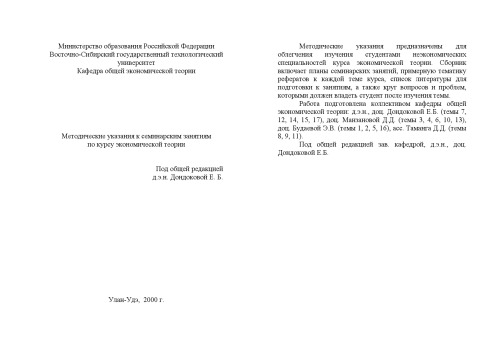 Министерство образования Российской Федерации
Восточно-Сибирский государственный технологический
университет
Кафедра общей экономической теории
Методические указания к семинарским занятиям
по курсу экономической теории
Под общей редакцией
д.э.н. Дондоковой Е. Б.
Улан-Удэ, 2000 г.
Методические указания предназначены для
облегчения изучения студентами неэкономических
специальностей курса экономической теории. Сборник
включает планы семинарских занятий, примерную тематику
рефератов к каждой теме курса, список литературы для
подготовки к занятиям, а также круг вопросов и проблем,
которыми должен владеть студент после изучения темы.
Работа подготовлена коллективом кафедры общей
экономической теории: д.э.н., доц. Дондоковой Е.Б. (темы 7,
12, 14, 15, 17), доц. Манзановой Д.Д. (темы 3, 4, 6, 10, 13),
доц. Будаевой Э.В. (темы 1, 2, 5, 16), асс. Таманга Д.Д. (темы
8, 9, 11).
Под общей редакцией зав. кафедрой, д.э.н., доц.
Дондоковой Е.Б.